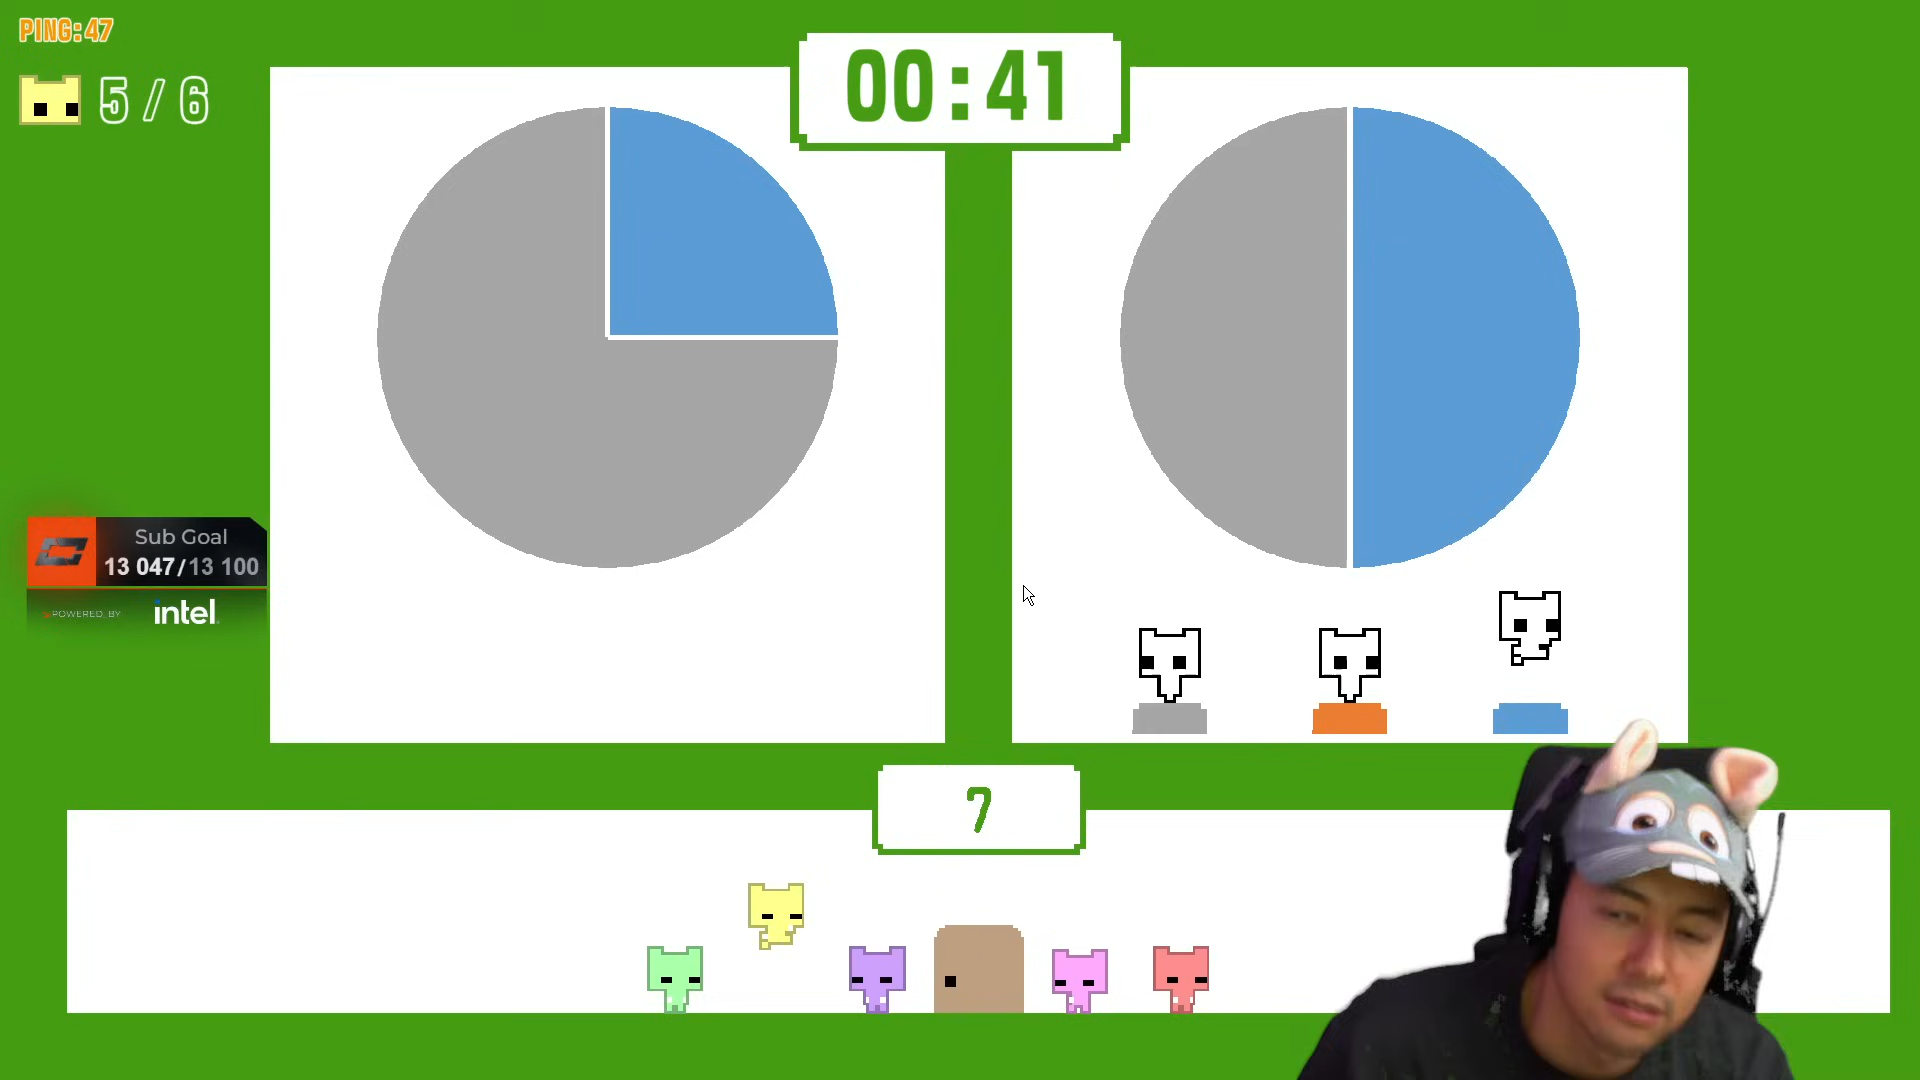 PING:47
5/6
00:41
Sub Goal
13 047/13 100
POWERED BY intel
7